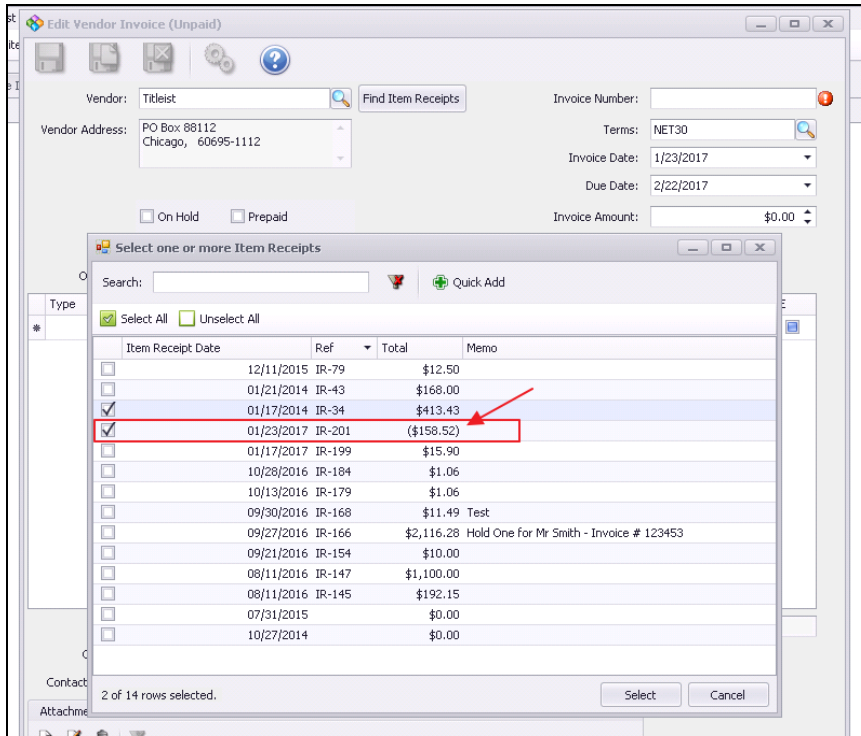 st
Edit Vendor Invoice (Unpaid)
ite
Vendor: Titleist Find Item Receipts Invoice Number:
Vendor Address: PO Box 88112 Terms: NET30
Chicago, 60695-1112
Invoice Date: 1/23/2017
Due Date: 2/22/2017
On Hold Prepaid Invoice Amount: $0.00
Select one or more Item Receipts
O
Search: Quick Add
Type
Select All Unselect All
Item Receipt Date Ref Total Memo
12/11/2015 IR-79 $12.50
01/21/2014 IR-43 $168.00
01/17/2014 IR-34 $413.43
01/23/2017 IR-201 ($158.52)
01/17/2017 IR-199 $15.90
10/28/2016 IR-184 $1.06
10/13/2016 IR-179 $1.06
09/30/2016 IR-168 $11.49 Test
09/27/2016 IR-166 $2,116.28 Hold One for Mr Smith - Invoice # 123453
09/21/2016 IR-154 $10.00
08/11/2016 IR-147 $1,100.00
08/11/2016 IR-145 $192.15
07/31/2015 $0.00
10/27/2014 $0.00
Contact
2 of 14 rows selected. Select Cancel
Attachme